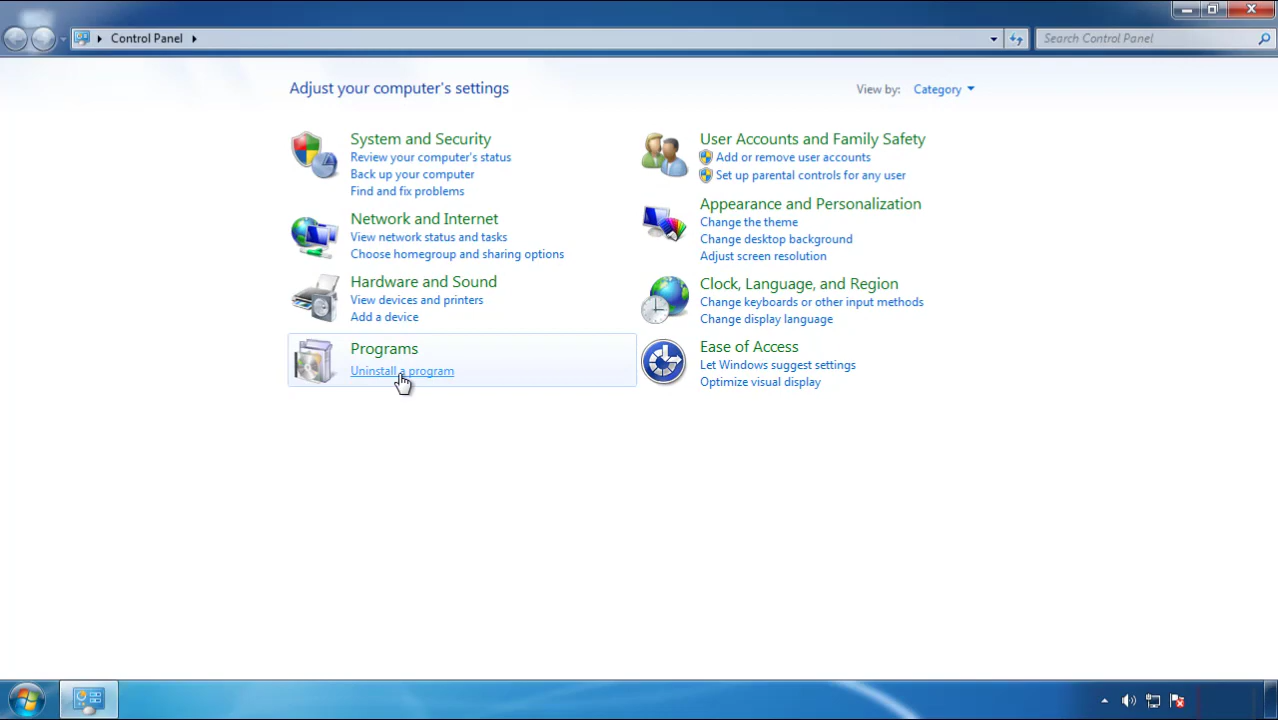 Control Panel
Search Control Panel
Adjust your computer's settings
View by: Category
System and Security
Review your computer's status
Back up your computer
Find and fix problems
Network and Internet
View network status and tasks
Choose homegroup and sharing options
Hardware and Sound
View devices and printers
Add a device
Programs
Uninstall a program
User Accounts and Family Safety
Add or remove user accounts
Set up parental controls for any user
Appearance and Personalization
Change the theme
Change desktop background
Adjust screen resolution
Clock, Language, and Region
Change keyboards or other input methods
Change display language
Ease of Access
Let Windows suggest settings
Optimize visual display